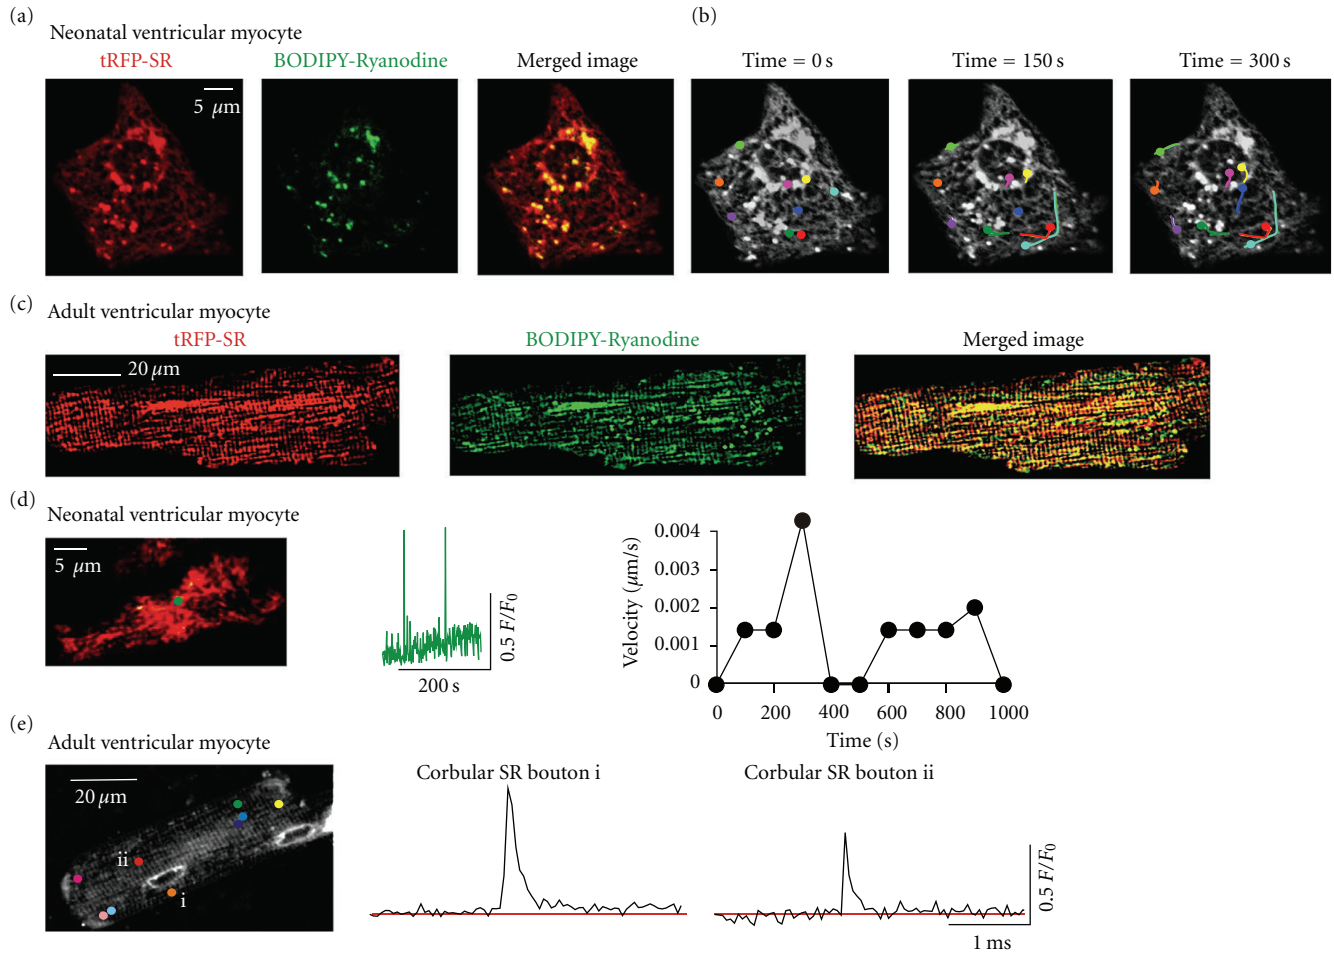 (a)
Neonatal ventricular myocyte
tRFP-SR
BODIPY-Ryanodine
Merged image
5 μm
(b)
Time = 0 s
Time = 150 s
Time = 300 s
(c)
Adult ventricular myocyte
tRFP-SR
BODIPY-Ryanodine
Merged image
20 μm
(d)
Neonatal ventricular myocyte
5 μm
0.5 F/F0
200 s
Velocity (μm/s)
0.004
0.003
0.002
0.001
0
0 200 400 600 800 1000
Time (s)
(e)
Adult ventricular myocyte
20 μm
ii
i
Corbular SR bouton i
Corbular SR bouton ii
0.5 F/F0
1 ms